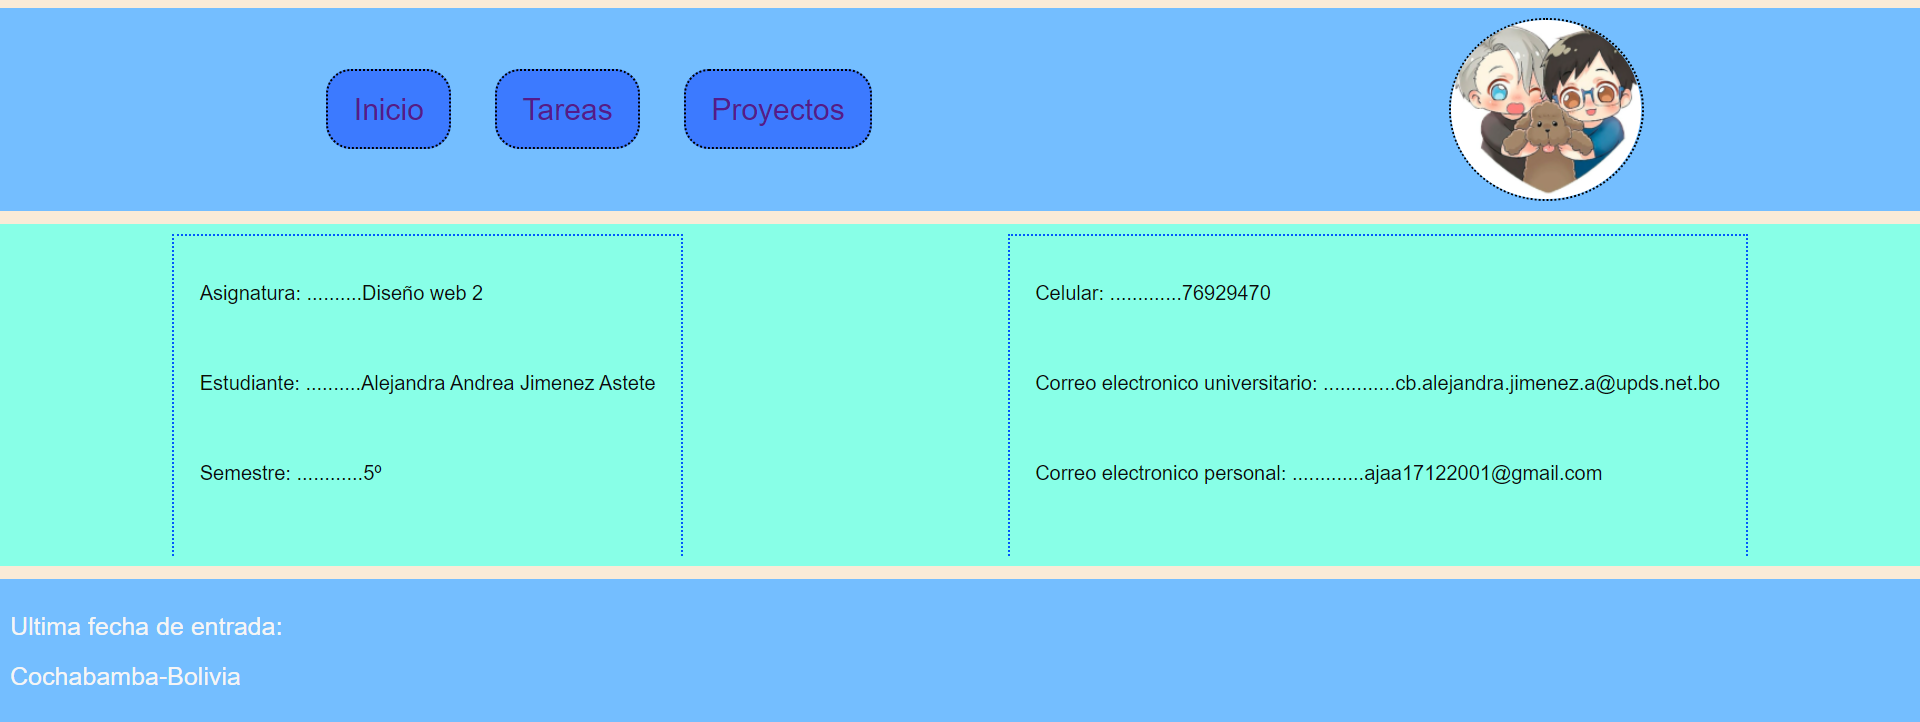 Inicio Tareas Proyectos
Asignatura: ..........Diseño web 2
Estudiante: ..........Alejandra Andrea Jimenez Astete
Semestre: ............5º
Celular: .............76929470
Correo electronico universitario: .............cb.alejandra.jimenez.a@upds.net.bo
Correo electronico personal: .............ajaa17122001@gmail.com
Ultima fecha de entrada:
Cochabamba-Bolivia